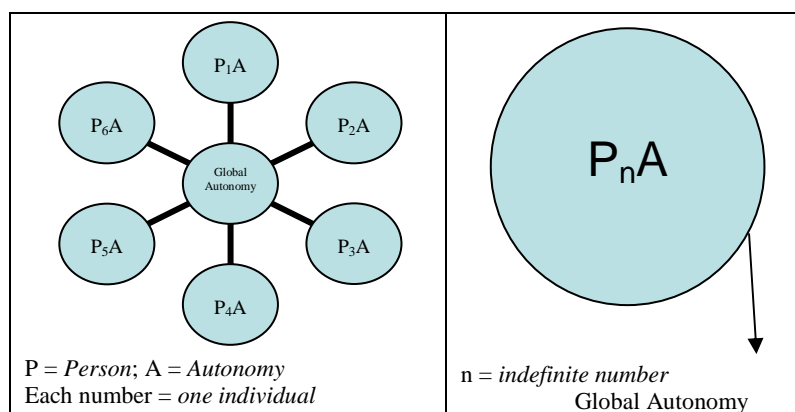 P₁A
P₆A
P₂A
Global
Autonomy
P₅A
P₃A
P₄A
P = Person; A = Autonomy
Each number = one individual
PₙA
n = indefinite number
Global Autonomy